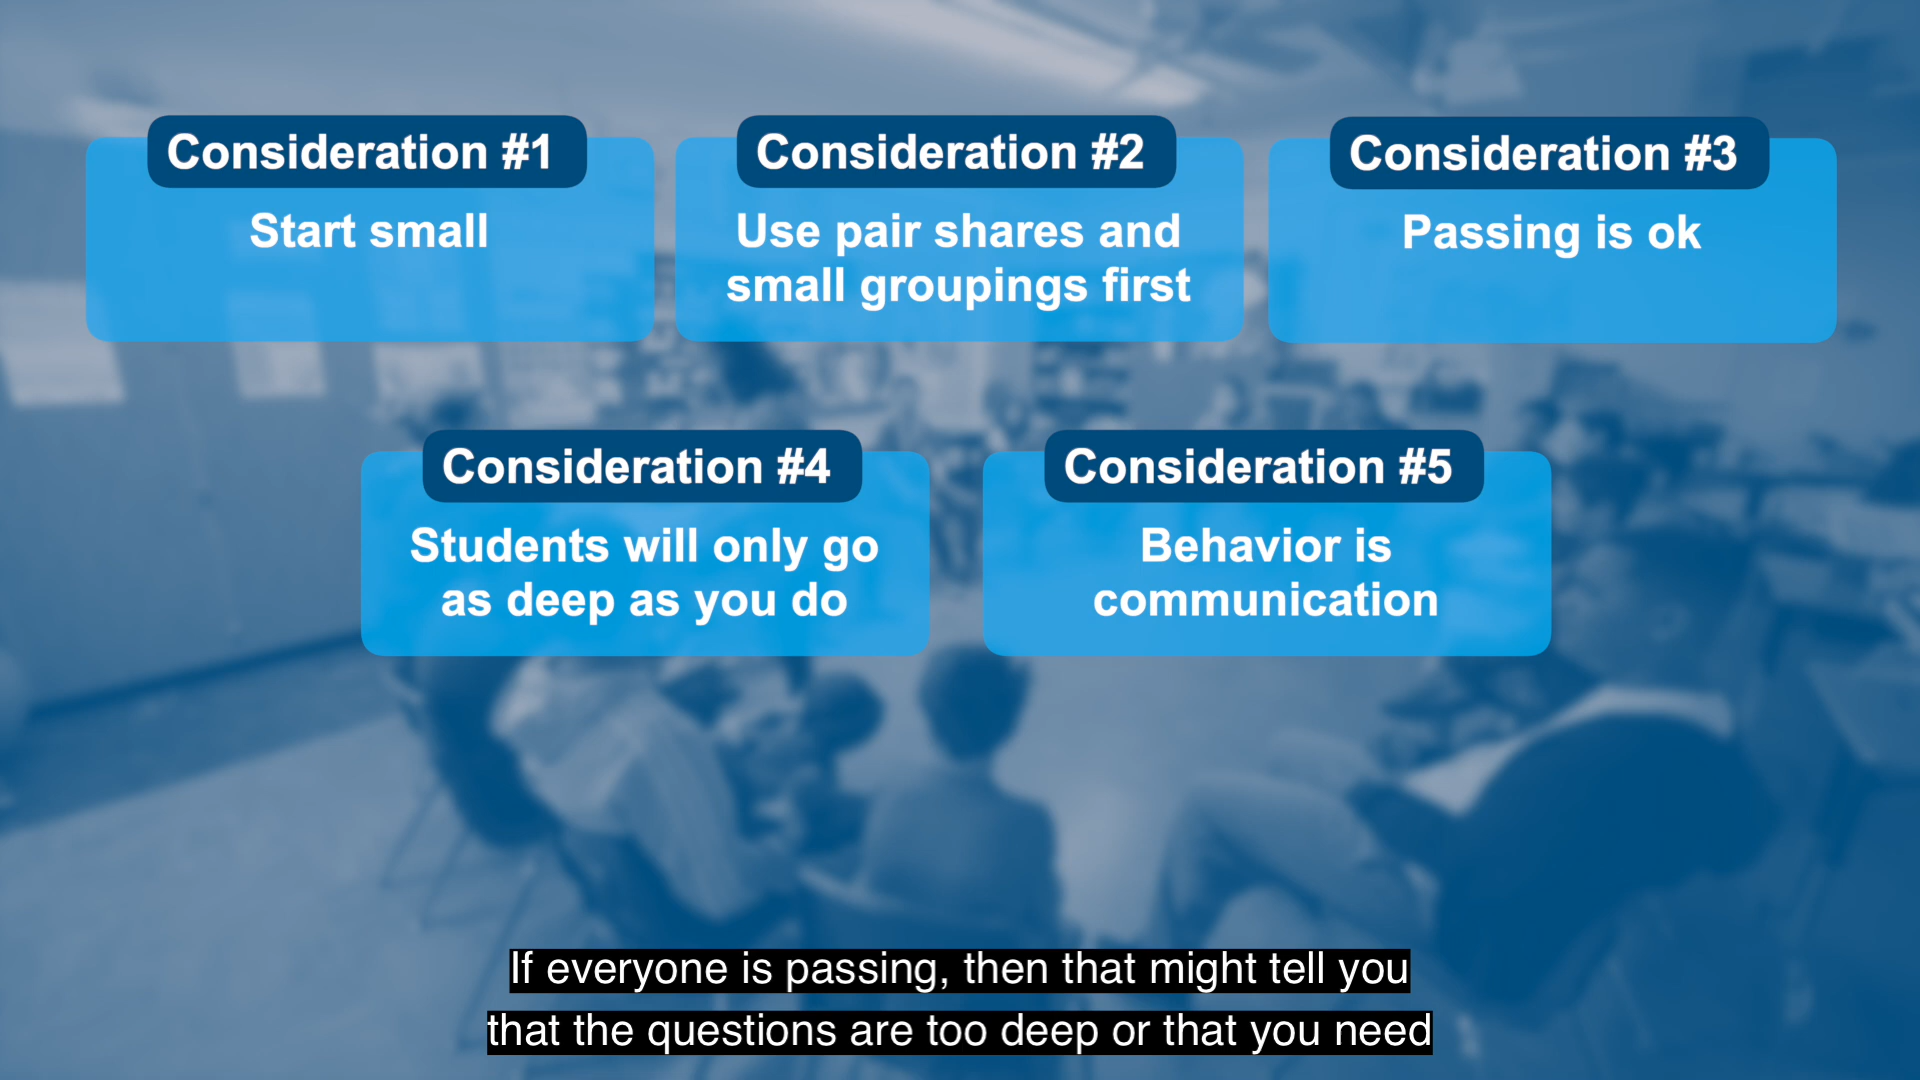 Consideration #1
Start small
Consideration #2
Use pair shares and
small groupings first
Consideration #3
Passing is ok
Consideration #4
Students will only go
as deep as you do
Consideration #5
Behavior is
communication
If everyone is passing, then that might tell you
that the questions are too deep or that you need